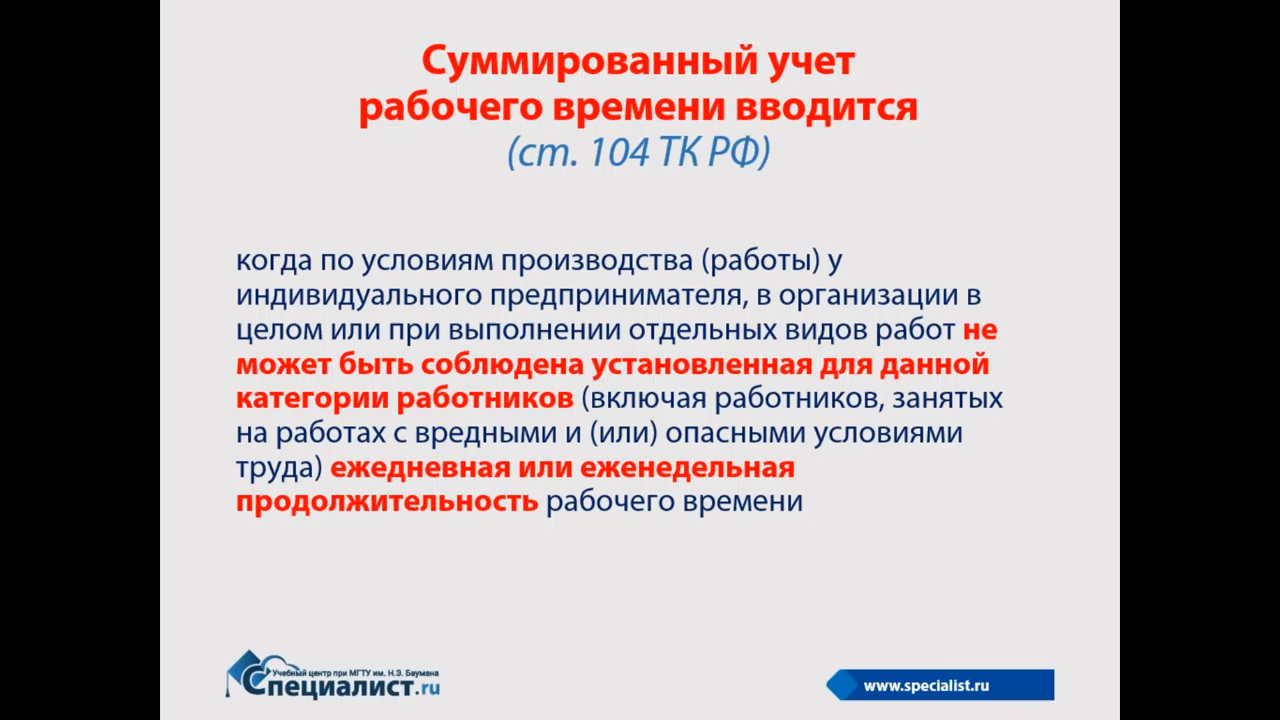 Суммированный учет
рабочего времени вводится
(ст. 104 ТК РФ)
когда по условиям производства (работы) у
индивидуального предпринимателя, в организации в
целом или при выполнении отдельных видов работ не
может быть соблюдена установленная для данной
категории работников (включая работников, занятых
на работах с вредными и (или) опасными условиями
труда) ежедневная или еженедельная
продолжительность рабочего времени
Учебный центр при МГТУ им. Н.Э. Баумана
Специалист.ru
www.specialist.ru